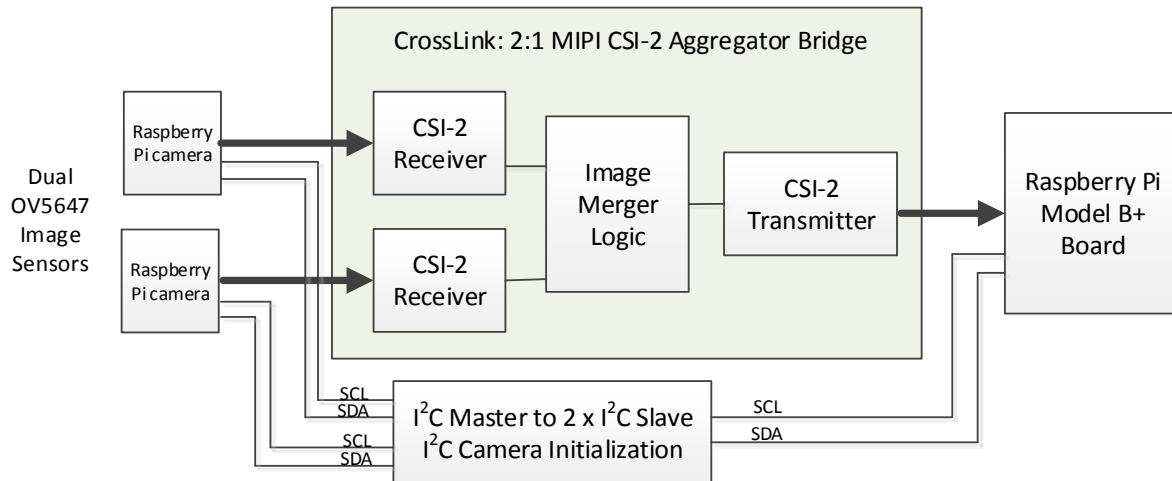 CrossLink: 2:1 MIPI CSI-2 Aggregator Bridge
Dual
OV5647
Image
Sensors
Raspberry
Pi camera
Raspberry
Pi camera
CSI-2
Receiver
CSI-2
Receiver
Image
Merger
Logic
CSI-2
Transmitter
Raspberry Pi
Model B+
Board
SCL
SDA
SCL
SDA
I²C Master to 2 x I²C Slave
I²C Camera Initialization
SCL
SDA